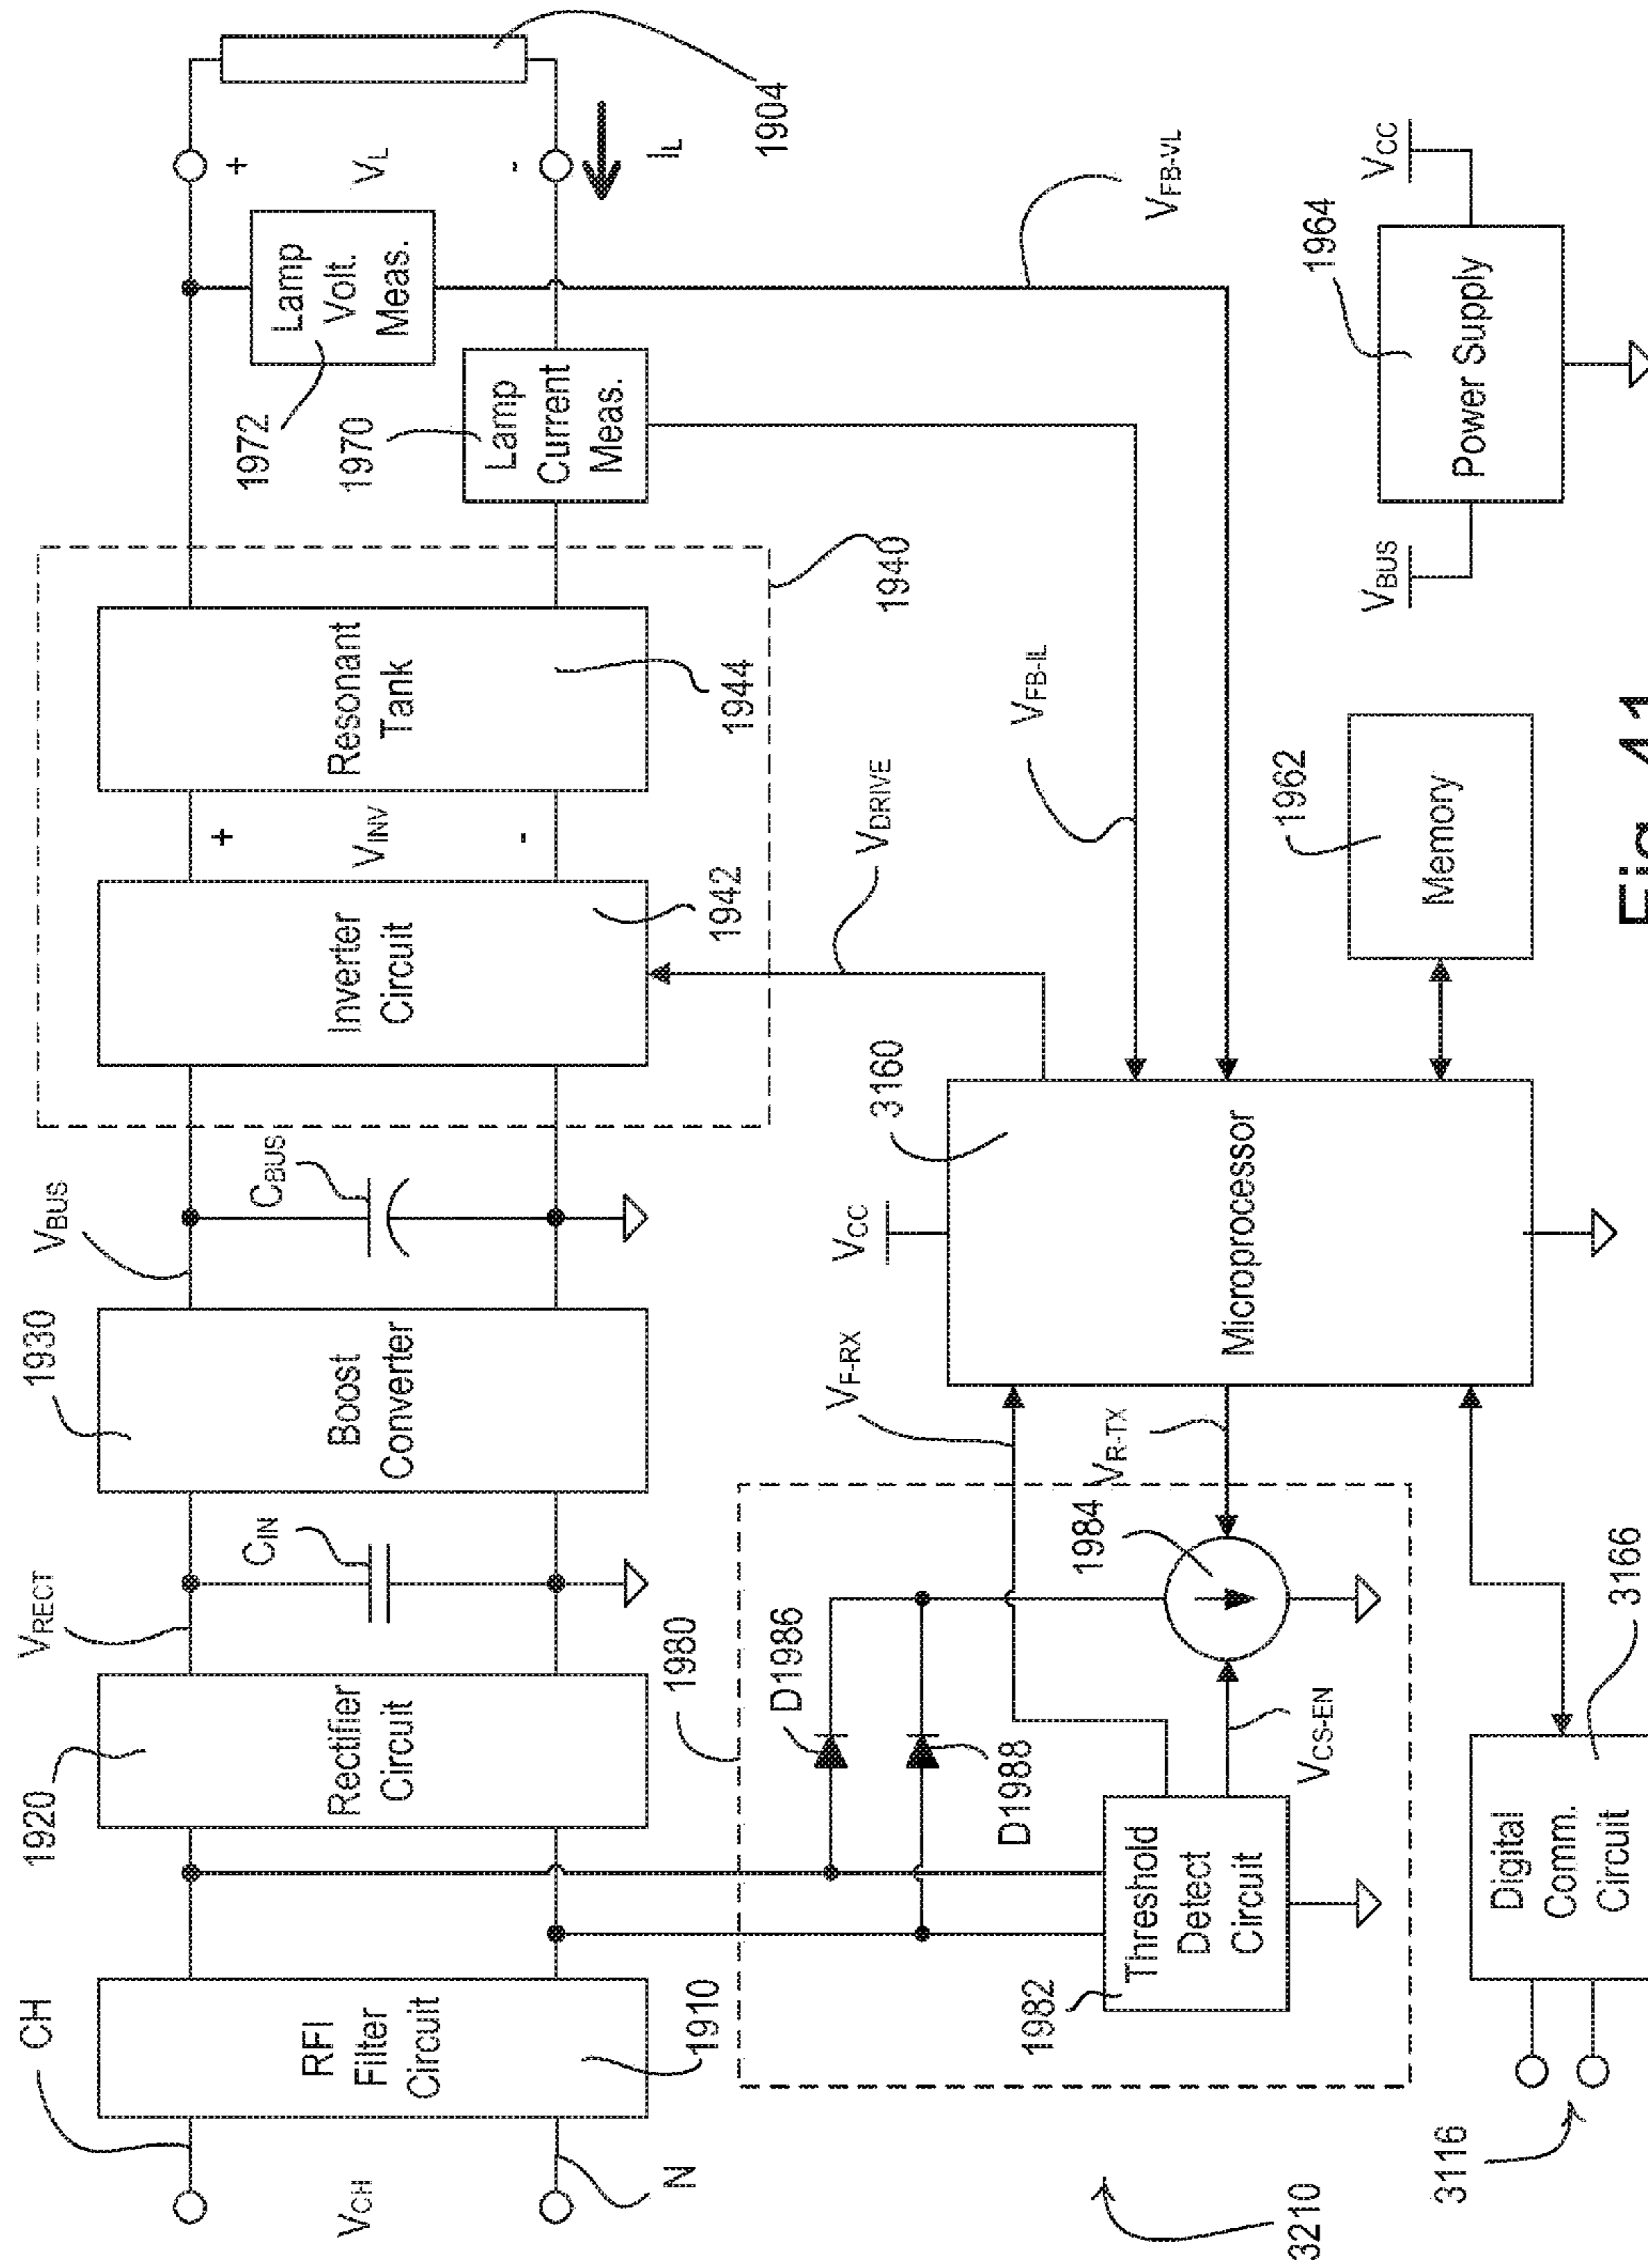 CH
V_CH
N
RFI
Filter
Circuit
1910
1920
Rectifier
Circuit
V_RECT
C_IN
1930
Boost
Converter
V_BUS
C_BUS
Inverter
Circuit
1942
+
V_INV
-
Resonant
Tank
1944
1940
1972
Lamp
Volt.
Meas.
1970
Lamp
Current
Meas.
+
V_L
-
I_L
1904
3210
1980
D1986
D1988
1982
Threshold
Detect
Circuit
V_CS-EN
1984
V_F-RX
V_R-TX
V_CC
3160
Microprocessor
V_DRIVE
V_FB-IL
V_FB-VL
3116
Digital
Comm.
Circuit
3166
1962
Memory
V_BUS
1964
Power Supply
V_CC
Fig. 41